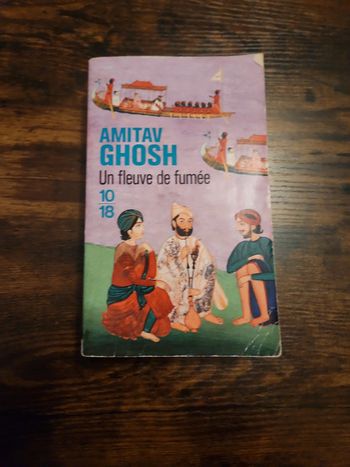 AMITAV
GHOSH
Un fleuve de fumée
10
18